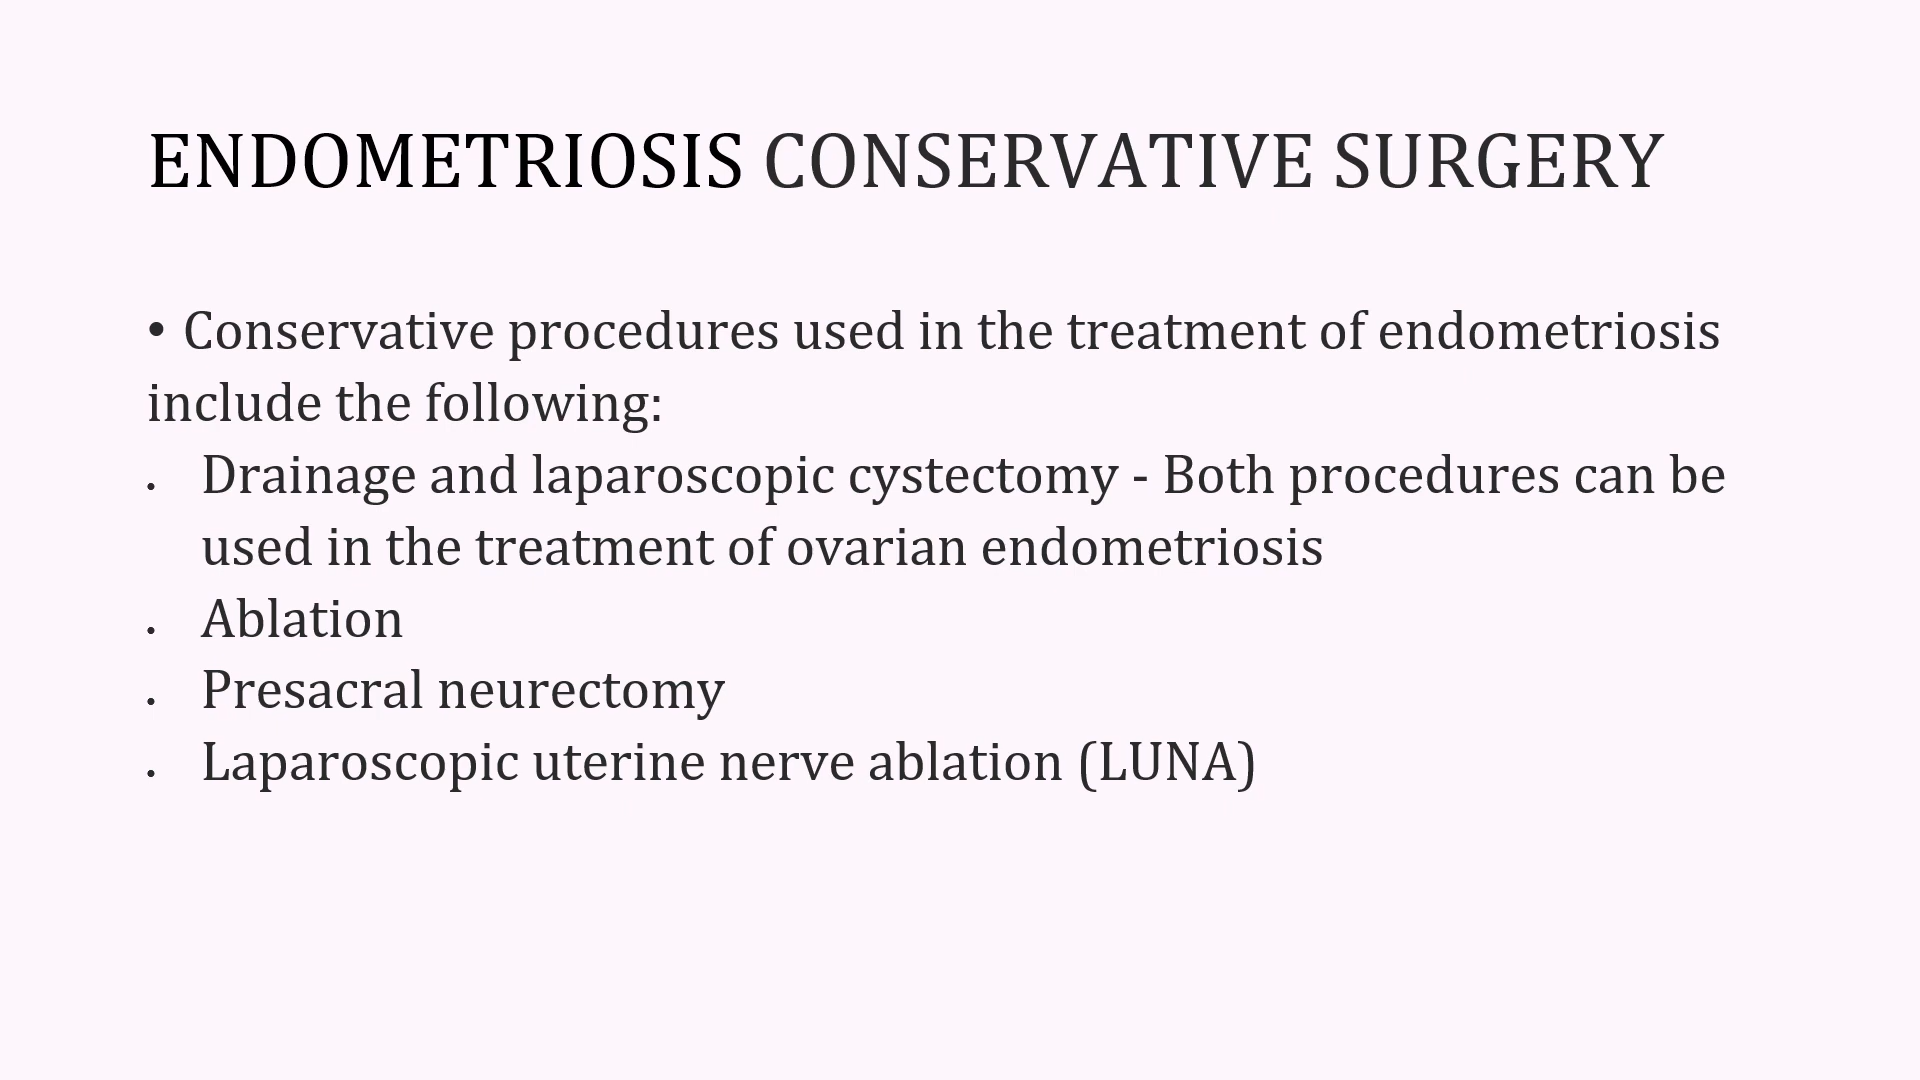 ENDOMETRIOSIS CONSERVATIVE SURGERY
• Conservative procedures used in the treatment of endometriosis
include the following:
• Drainage and laparoscopic cystectomy - Both procedures can be
used in the treatment of ovarian endometriosis
• Ablation
• Presacral neurectomy
• Laparoscopic uterine nerve ablation (LUNA)